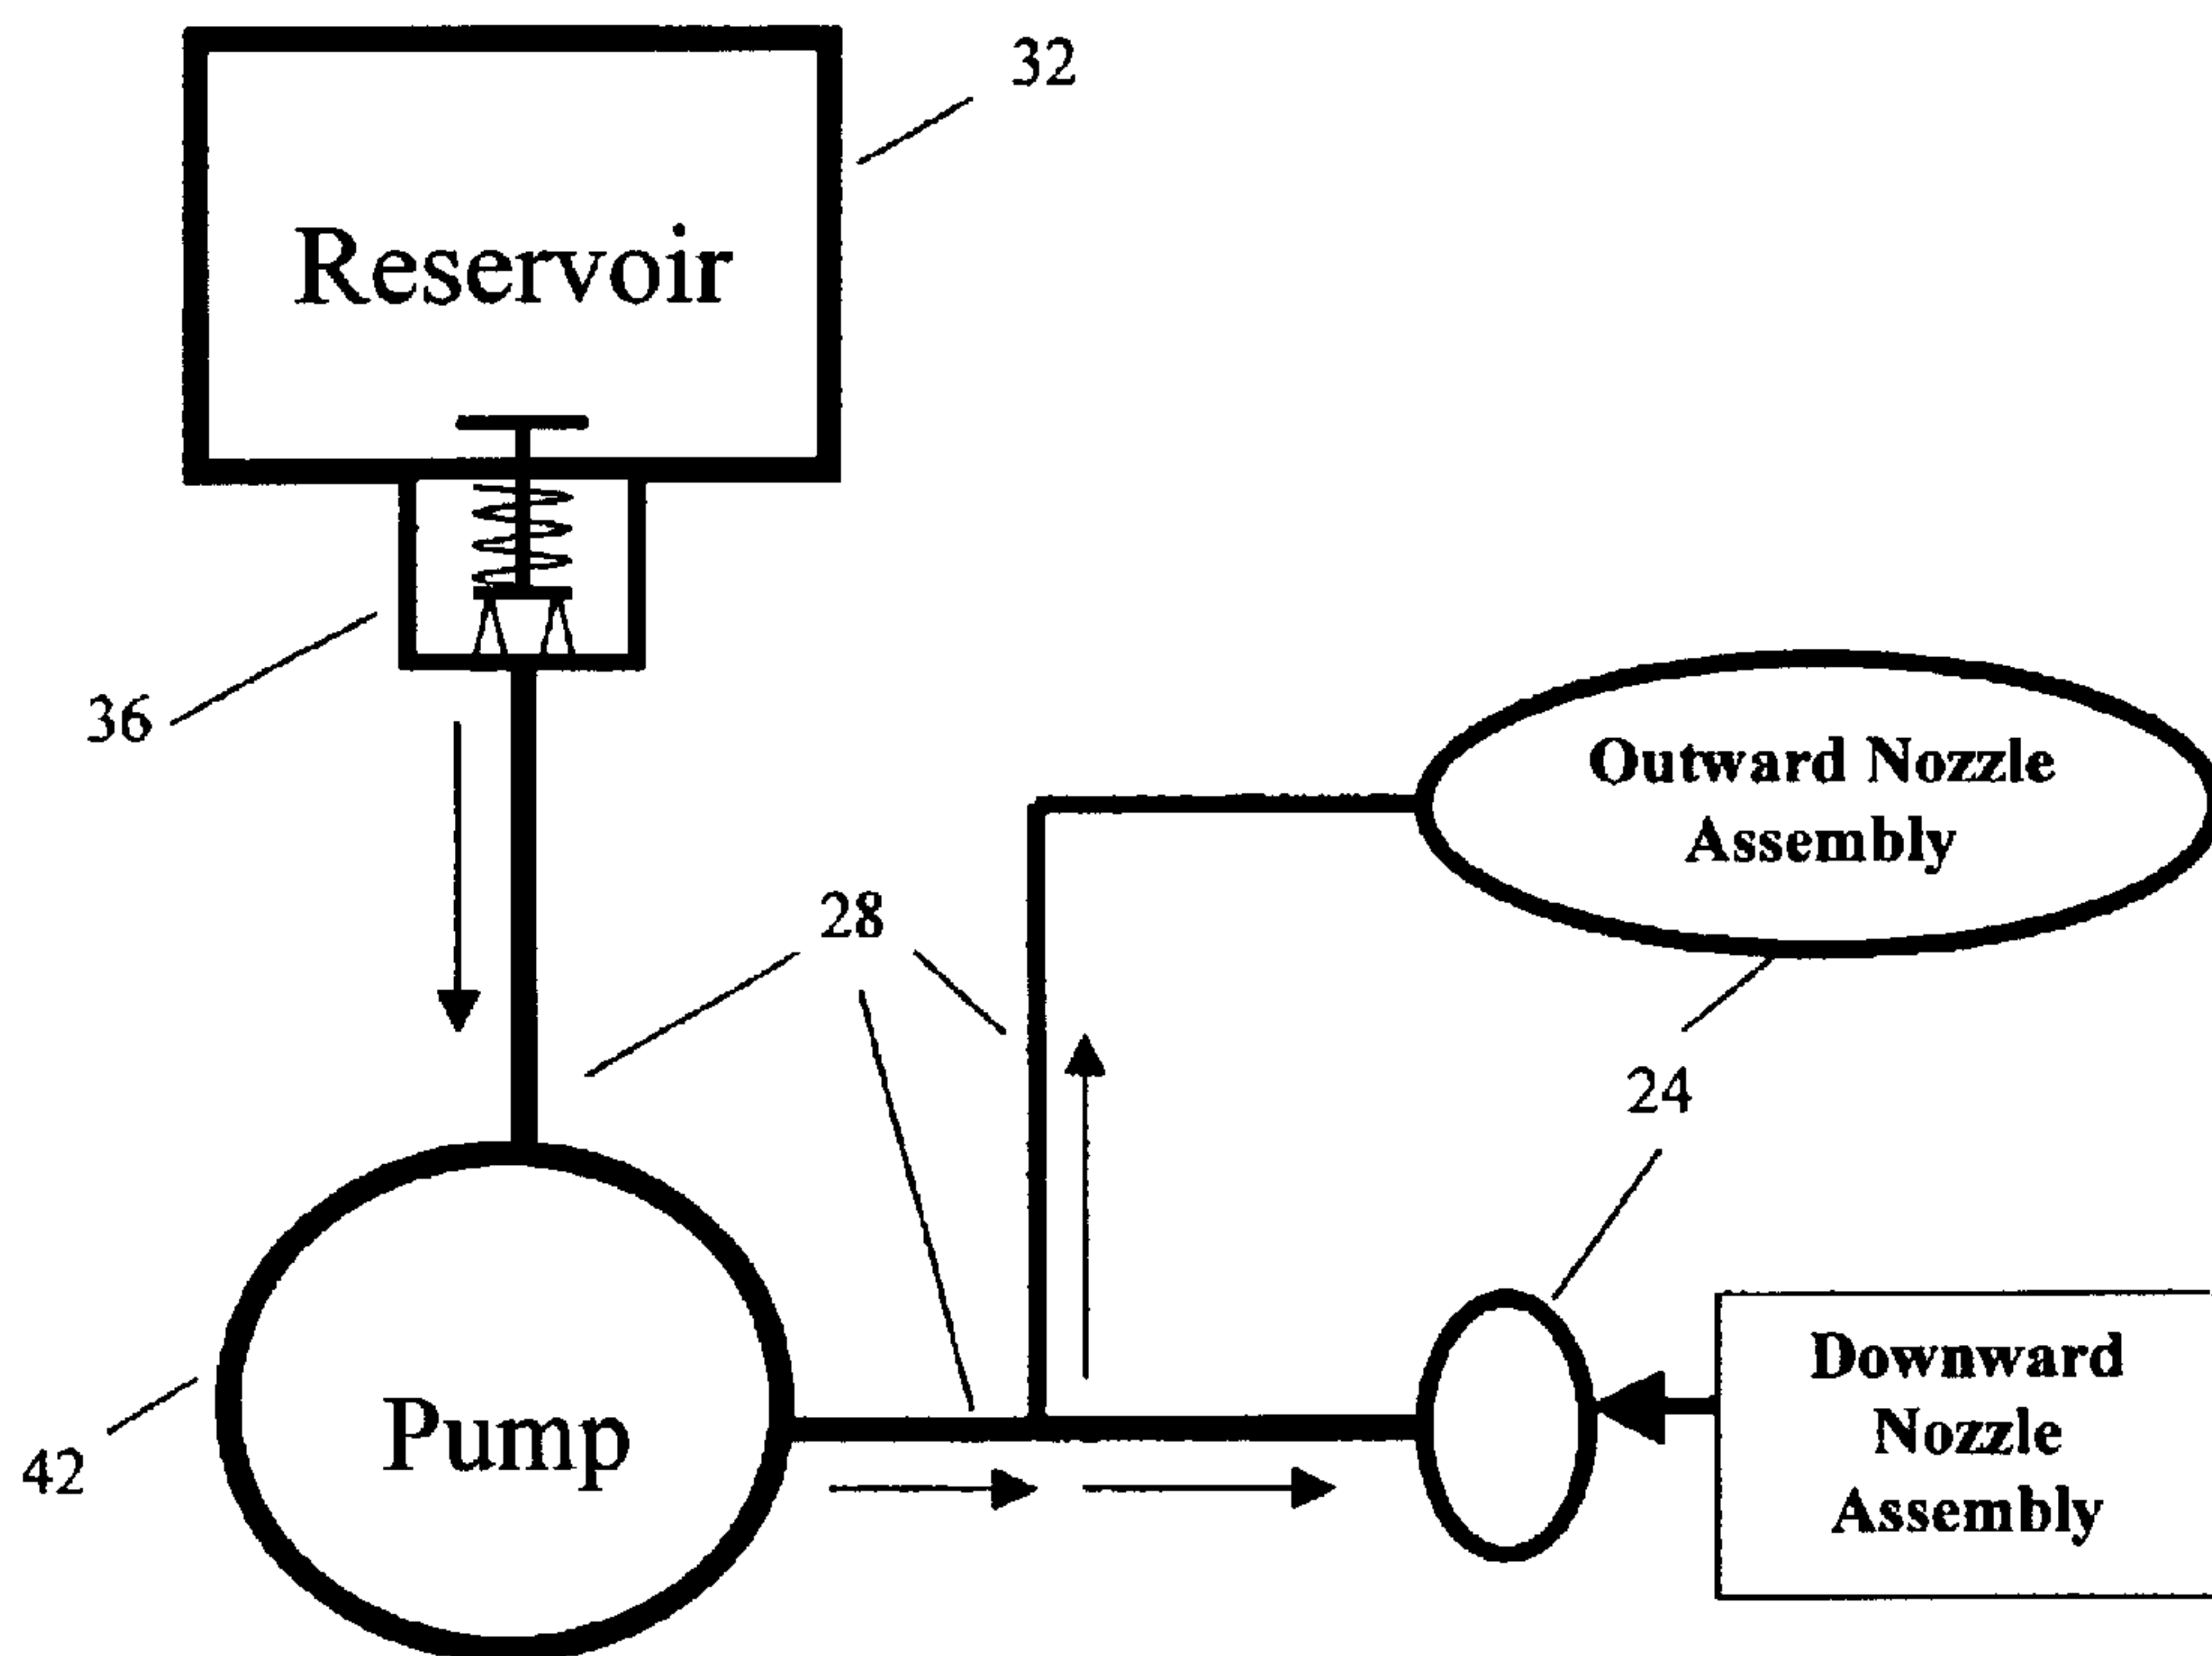 32
Reservoir
36
Outward Nozzle
Assembly
28
24
Downward
Nozzle
Assembly
Pump
42